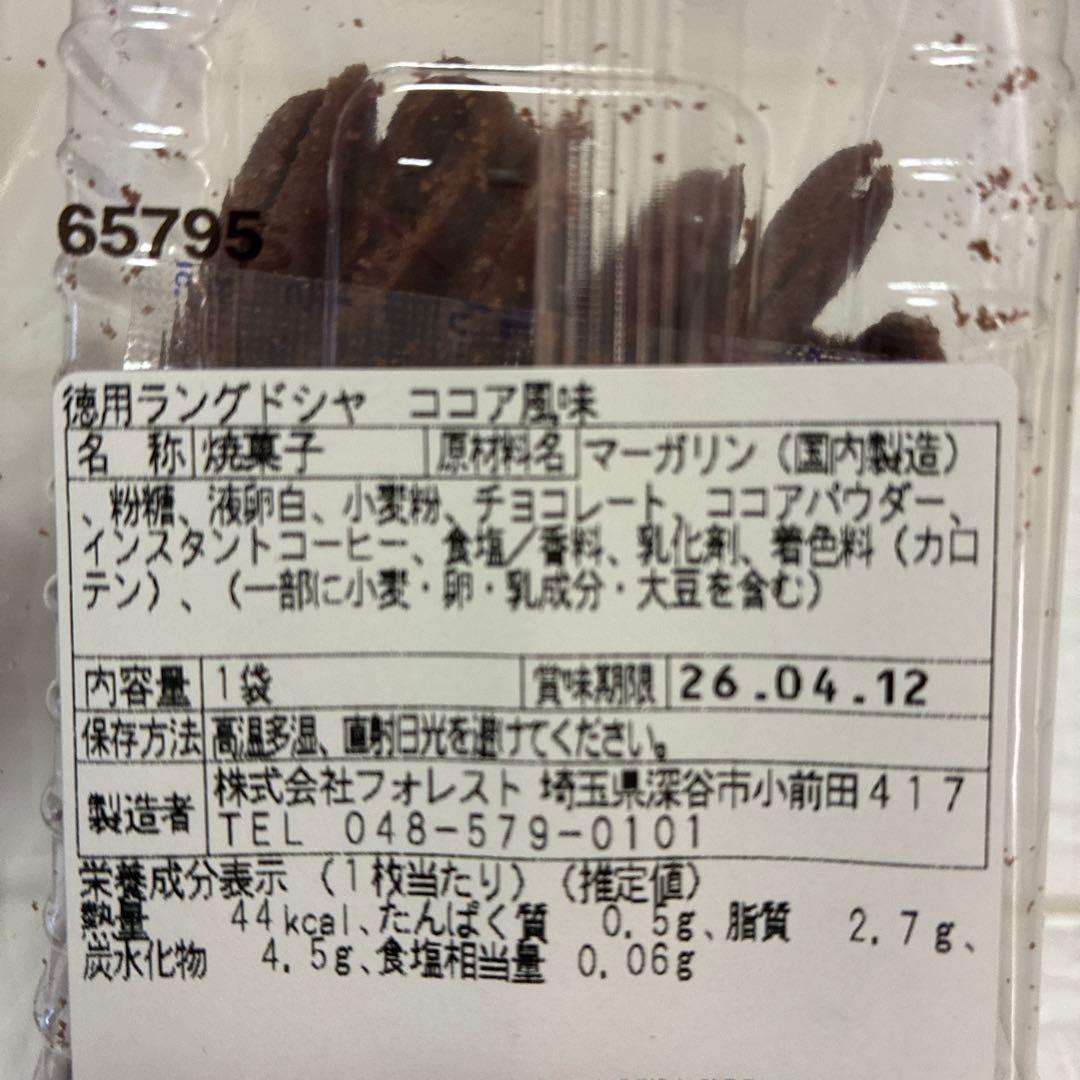 65795
徳用ラングドシャ ココア風味
名 称 焼菓子 原材料名 マーガリン（国内製造）
、粉糖、液卵白、小麦粉、チョコレート、ココアパウダー、
インスタントコーヒー、食塩／香料、乳化剤、着色料（カロ
テン）、（一部に小麦・卵・乳成分・大豆を含む）
内容量 1袋 賞味期限 26.04.12
保存方法 高温多湿、直射日光を避けてください。
製造者 株式会社フォレスト 埼玉県深谷市小前田417
TEL 048-579-0101
栄養成分表示（1枚当たり）（推定値）
熱量 44kcal、たんぱく質 0.5g、脂質 2.7g、
炭水化物 4.5g、食塩相当量 0.06g